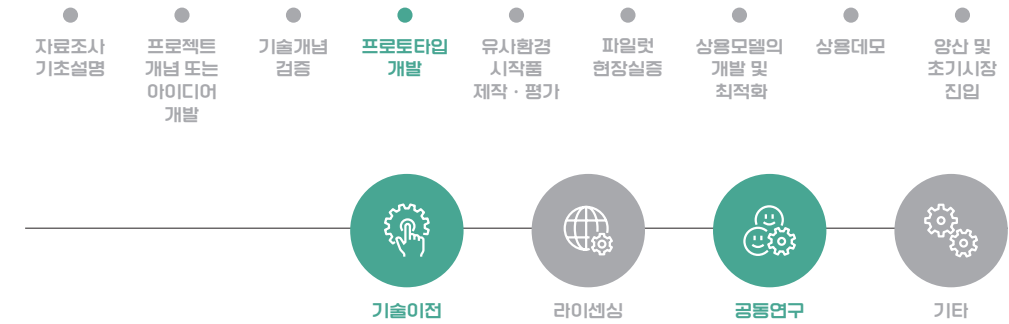 자료조사
기초설명
프로젝트
개념 또는
아이디어
개발
기술개념
검증
프로토타입
개발
유사환경
시작품
제작 · 평가
파일럿
현장실증
상용모델의
개발 및
최적화
상용데모
양산 및
초기시장
진입
기술이전
라이센싱
공동연구
기타